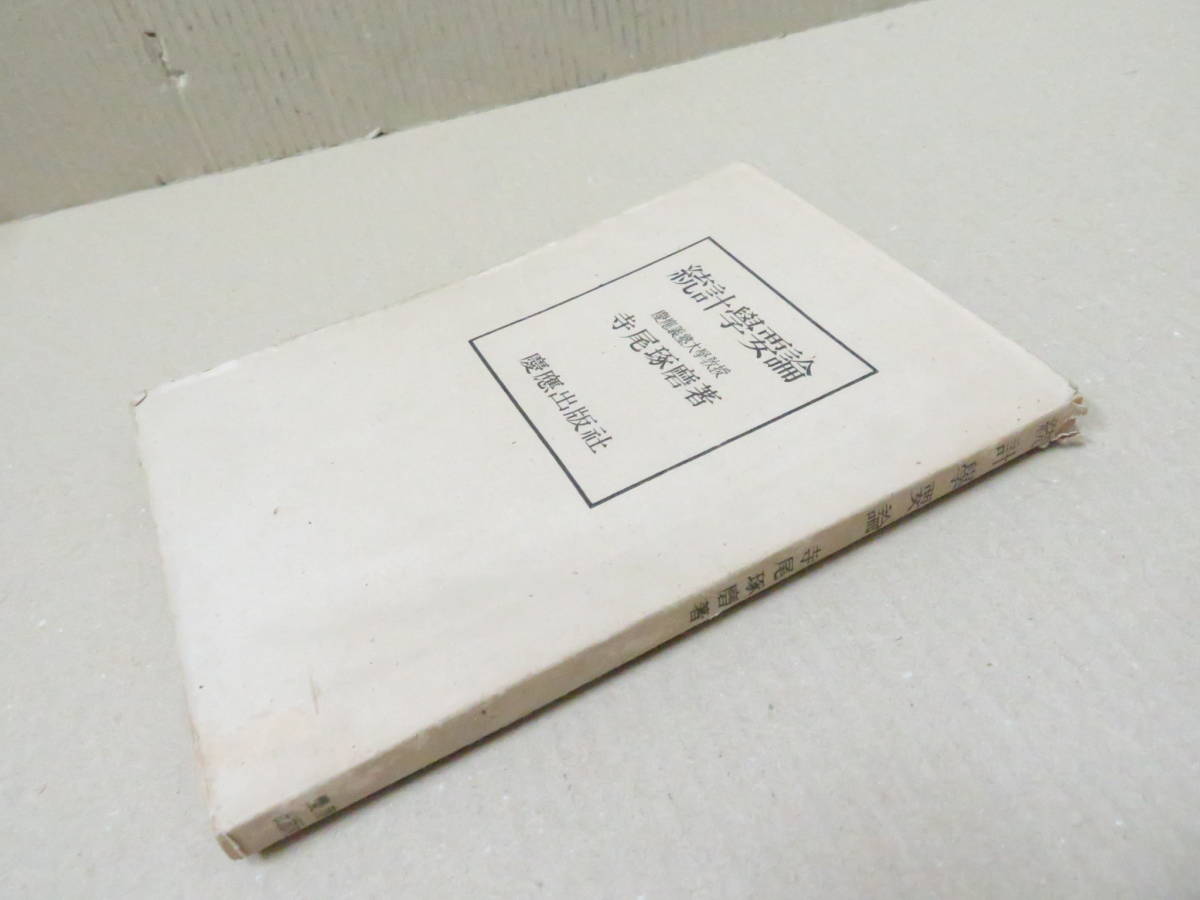 統計學要論
慶應義塾大學教授
寺尾琢磨著
慶應出版社
統計學要論 寺尾琢磨著